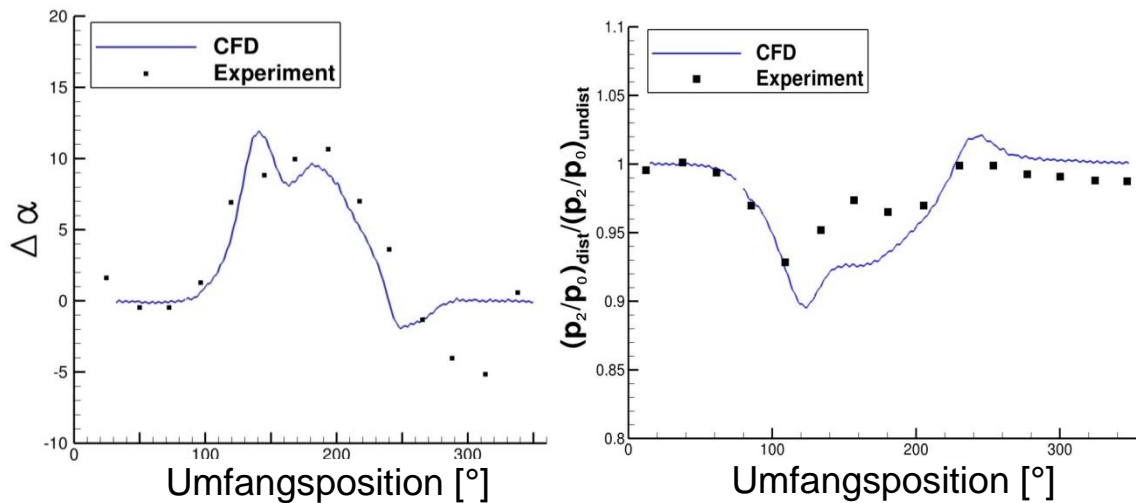 20
15
10
5
0
-5
-10
0
100
200
300
Δ α
CFD
Experiment
Umfangsposition [°]
1.1
1.05
1
0.95
0.9
0.85
0.8
0
100
200
300
(p₂/p₀)dist/(p₂/p₀)undist
CFD
Experiment
Umfangsposition [°]